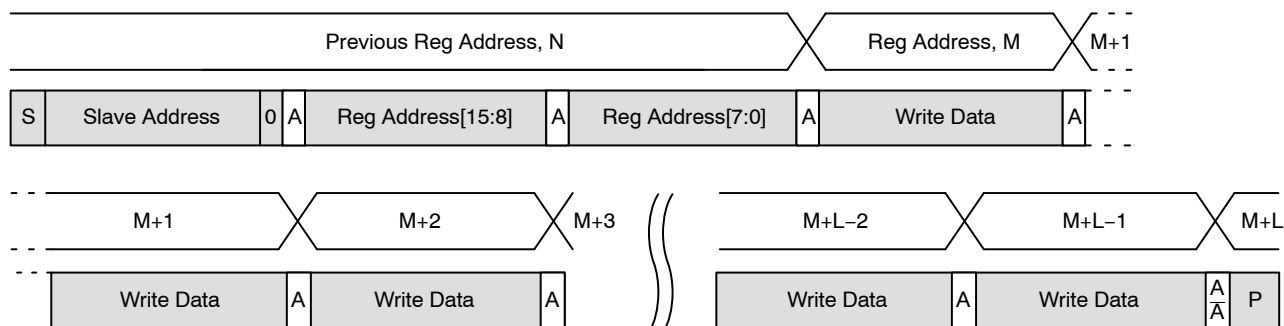 Previous Reg Address, N Reg Address, M M+1
S Slave Address 0 A Reg Address[15:8] A Reg Address[7:0] A Write Data A
M+1 M+2 M+3 M+L−2 M+L−1 M+L
Write Data A Write Data A Write Data A Write Data A/A̅ P